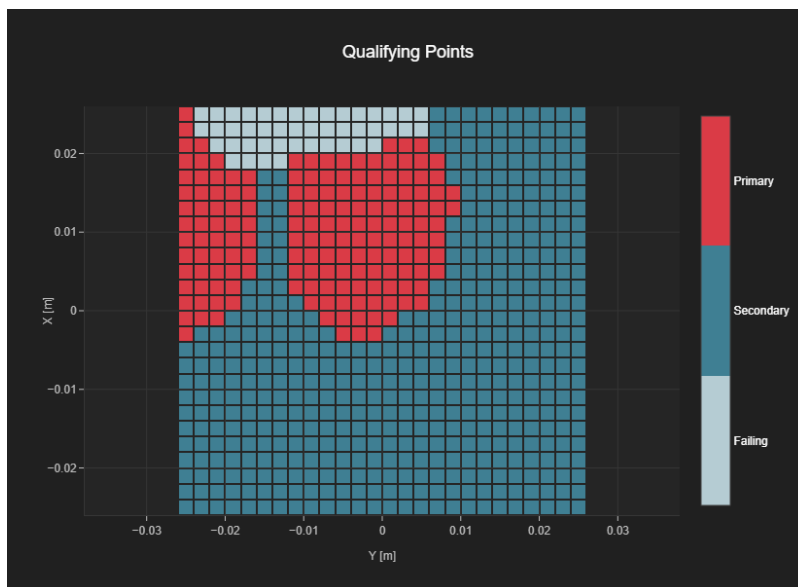 Qualifying Points
0.02
0.01
0
−0.01
−0.02
X [m]
−0.03
−0.02
−0.01
0
0.01
0.02
0.03
Y [m]
Primary
Secondary
Failing